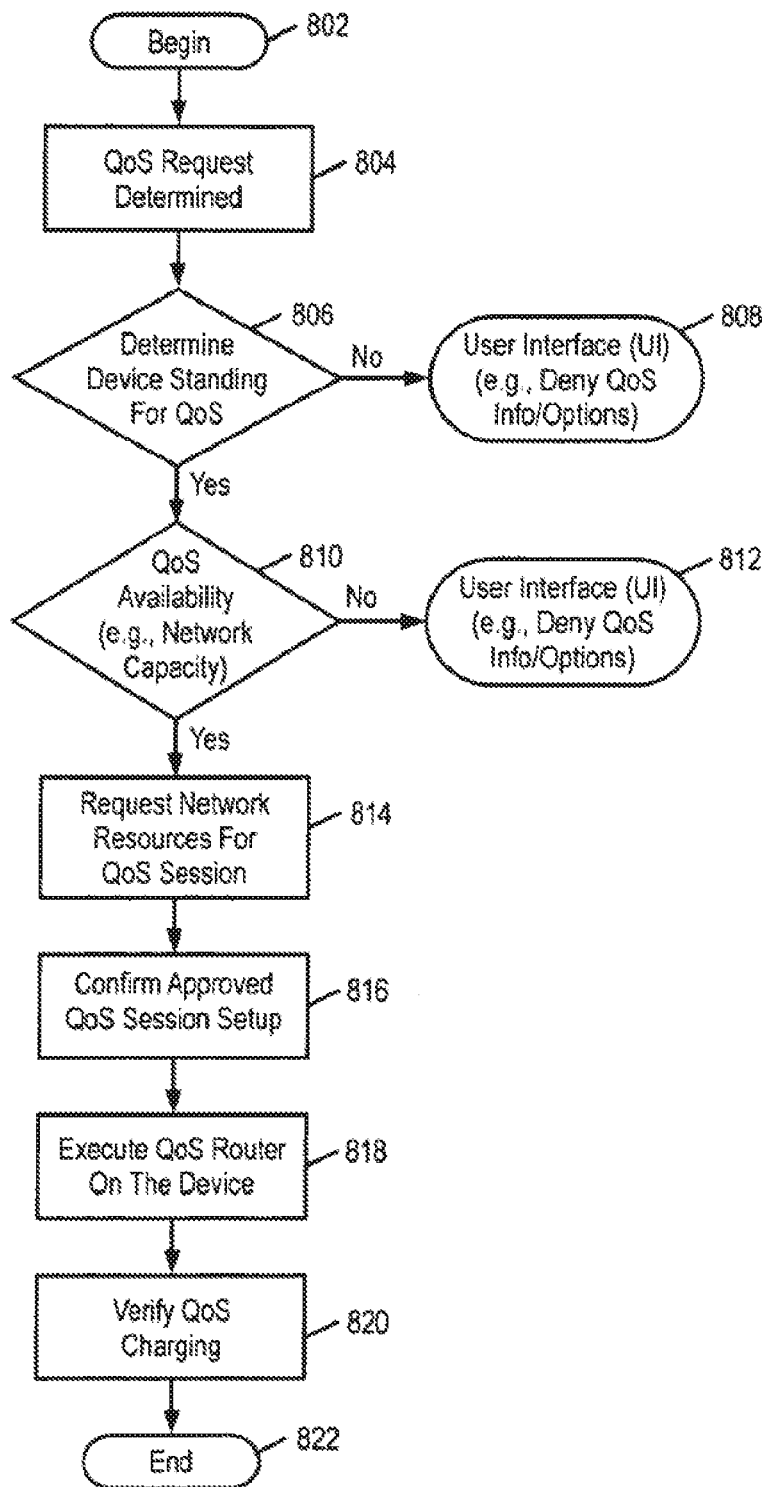 Begin
802
QoS Request
Determined
804
Determine
Device Standing
For QoS
806
No
User Interface (UI)
(e.g., Deny QoS
Info/Options)
808
Yes
QoS
Availability
(e.g., Network
Capacity)
810
No
User Interface (UI)
(e.g., Deny QoS
Info/Options)
812
Yes
Request Network
Resources For
QoS Session
814
Confirm Approved
QoS Session Setup
816
Execute QoS Router
On The Device
818
Verify QoS
Charging
820
End
822